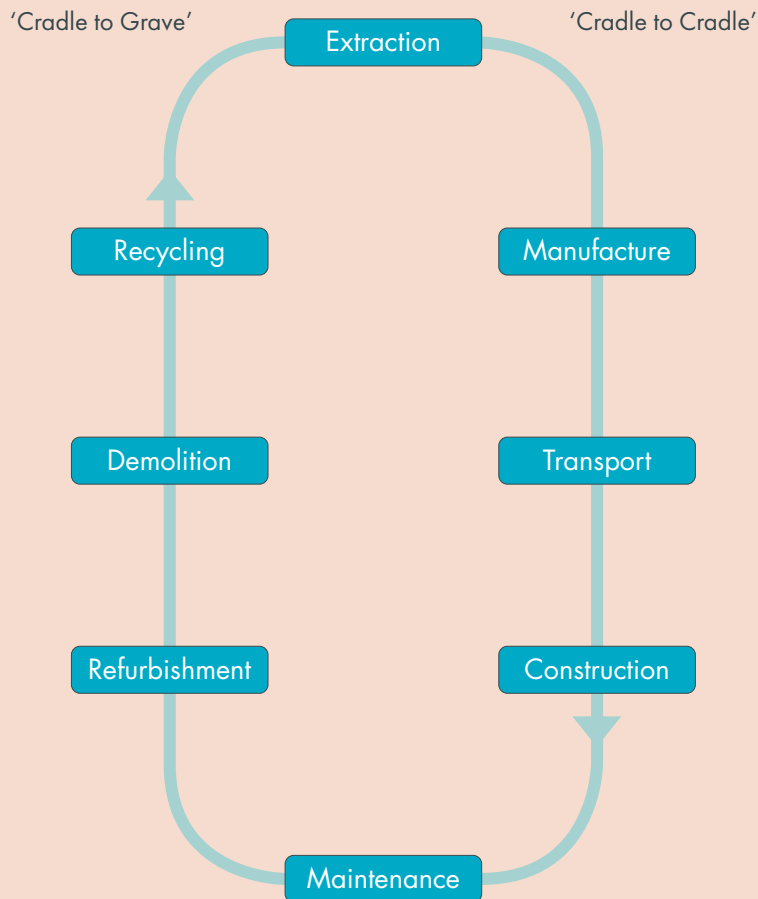 ‘Cradle to Grave’
‘Cradle to Cradle’
Extraction
Recycling
Manufacture
Demolition
Transport
Refurbishment
Construction
Maintenance